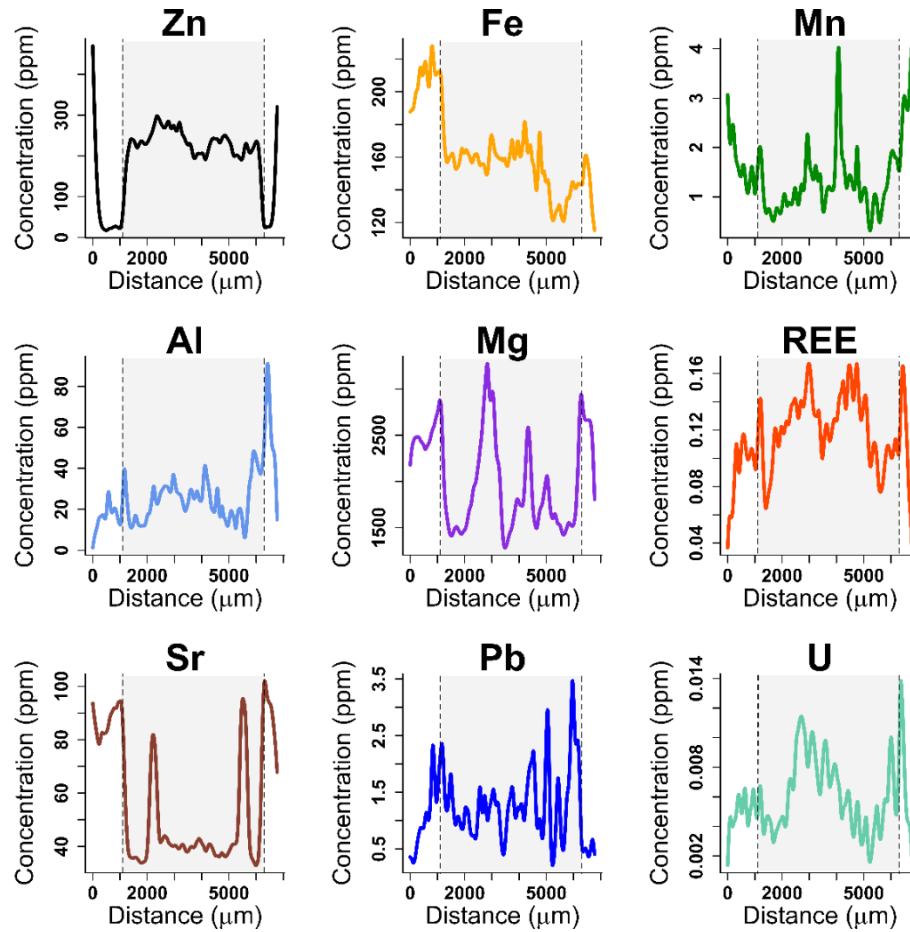 Zn
Concentration (ppm)
0 100 300
0 2000 5000
Distance (μm)
Fe
Concentration (ppm)
120 160 200
0 2000 5000
Distance (μm)
Mn
Concentration (ppm)
1 2 3 4
0 2000 5000
Distance (μm)
Al
Concentration (ppm)
0 20 40 60 80
0 2000 5000
Distance (μm)
Mg
Concentration (ppm)
1500 2500
0 2000 5000
Distance (μm)
REE
Concentration (ppm)
0.04 0.08 0.12 0.16
0 2000 5000
Distance (μm)
Sr
Concentration (ppm)
40 60 80 100
0 2000 5000
Distance (μm)
Pb
Concentration (ppm)
0.5 1.5 2.5 3.5
0 2000 5000
Distance (μm)
U
Concentration (ppm)
0.002 0.008 0.014
0 2000 5000
Distance (μm)